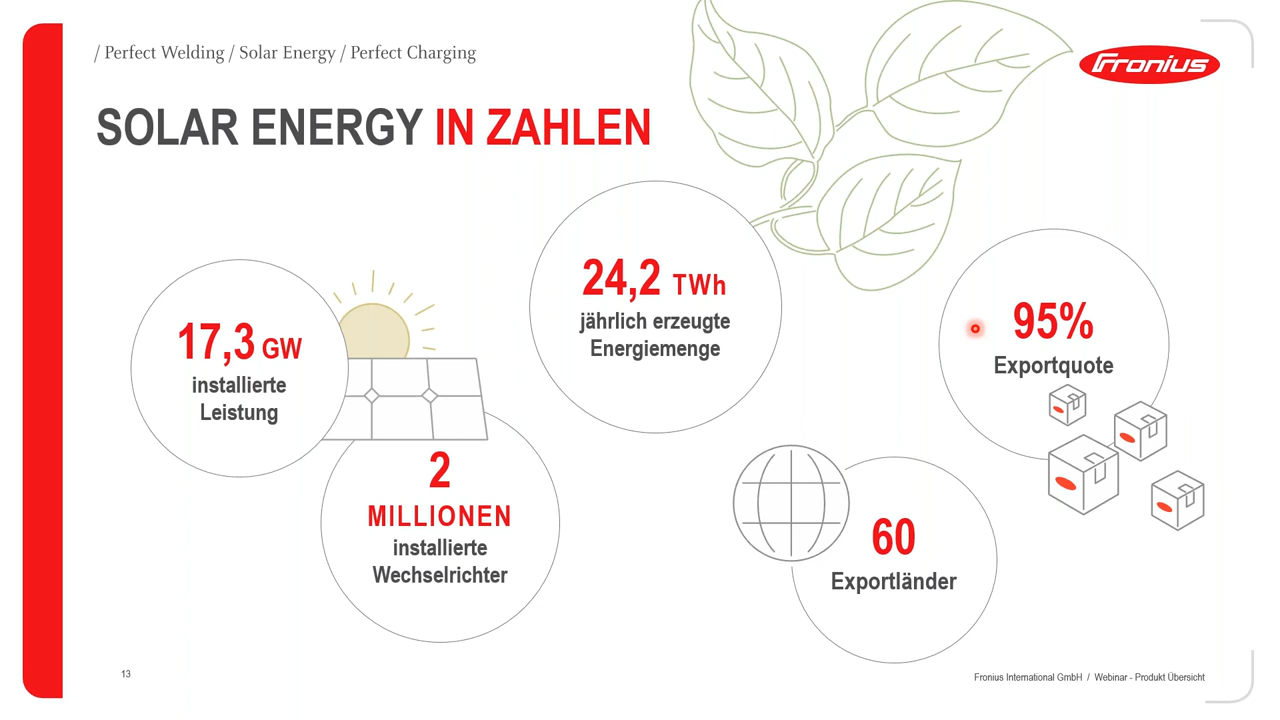 / Perfect Welding / Solar Energy / Perfect Charging
Fronius
SOLAR ENERGY IN ZAHLEN
17,3 GW
installierte
Leistung
2
MILLIONEN
installierte
Wechselrichter
24,2 TWh
jährlich erzeugte
Energiemenge
60
Exportländer
95%
Exportquote
13
Fronius International GmbH / Webinar - Produkt Übersicht